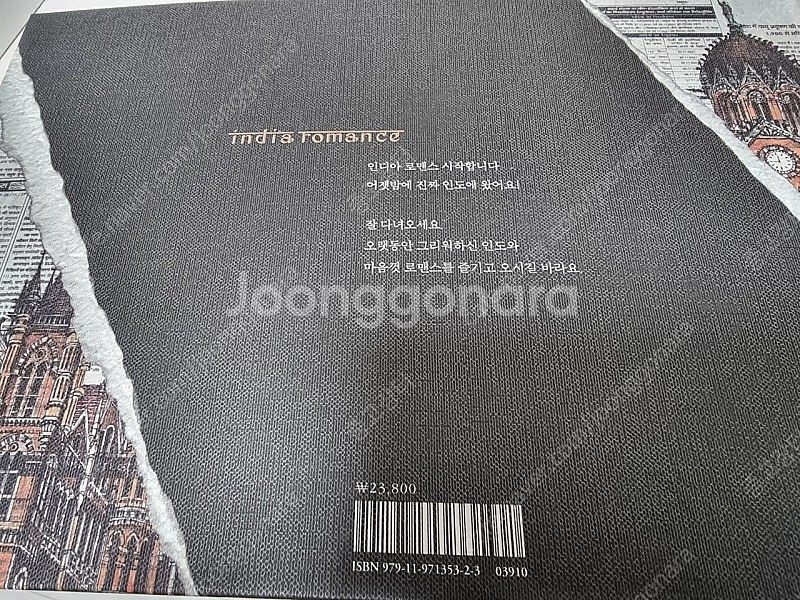 india romance
인디아 로맨스 시작합니다
어젯밤에 진짜 인도에 왔어요!
잘 다녀오세요
오랫동안 그리워하신 인도와
마음껏 로맨스를 즐기고 오시길 바라요.
Joonggonara
₩23,800
ISBN 979-11-971353-2-3 03910